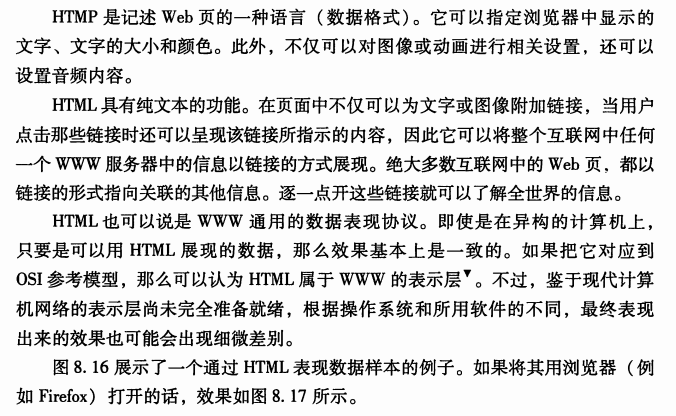 HTMP 是记述 Web 页的一种语言（数据格式）。它可以指定浏览器中显示的
文字、文字的大小和颜色。此外，不仅可以对图像或动画进行相关设置，还可以
设置音频内容。
HTML 具有纯文本的功能。在页面中不仅可以为文字或图像附加链接，当用户
点击那些链接时还可以呈现该链接所指示的内容，因此它可以将整个互联网中任何
一个 WWW 服务器中的信息以链接的方式展现。绝大多数互联网中的 Web 页，都以
链接的形式指向关联的其他信息。逐一点开这些链接就可以了解全世界的信息。
HTML 也可以说是 WWW 通用的数据表现协议。即使是在异构的计算机上，
只要是可以用 HTML 展现的数据，那么效果基本上是一致的。如果把它对应到
OSI 参考模型，那么可以认为 HTML 属于 WWW 的表示层▼。不过，鉴于现代计算
机网络的表示层尚未完全准备就绪，根据操作系统和所用软件的不同，最终表现
出来的效果也可能会出现细微差别。
图 8.16 展示了一个通过 HTML 表现数据样本的例子。如果将其用浏览器（例
如 Firefox）打开的话，效果如图 8.17 所示。